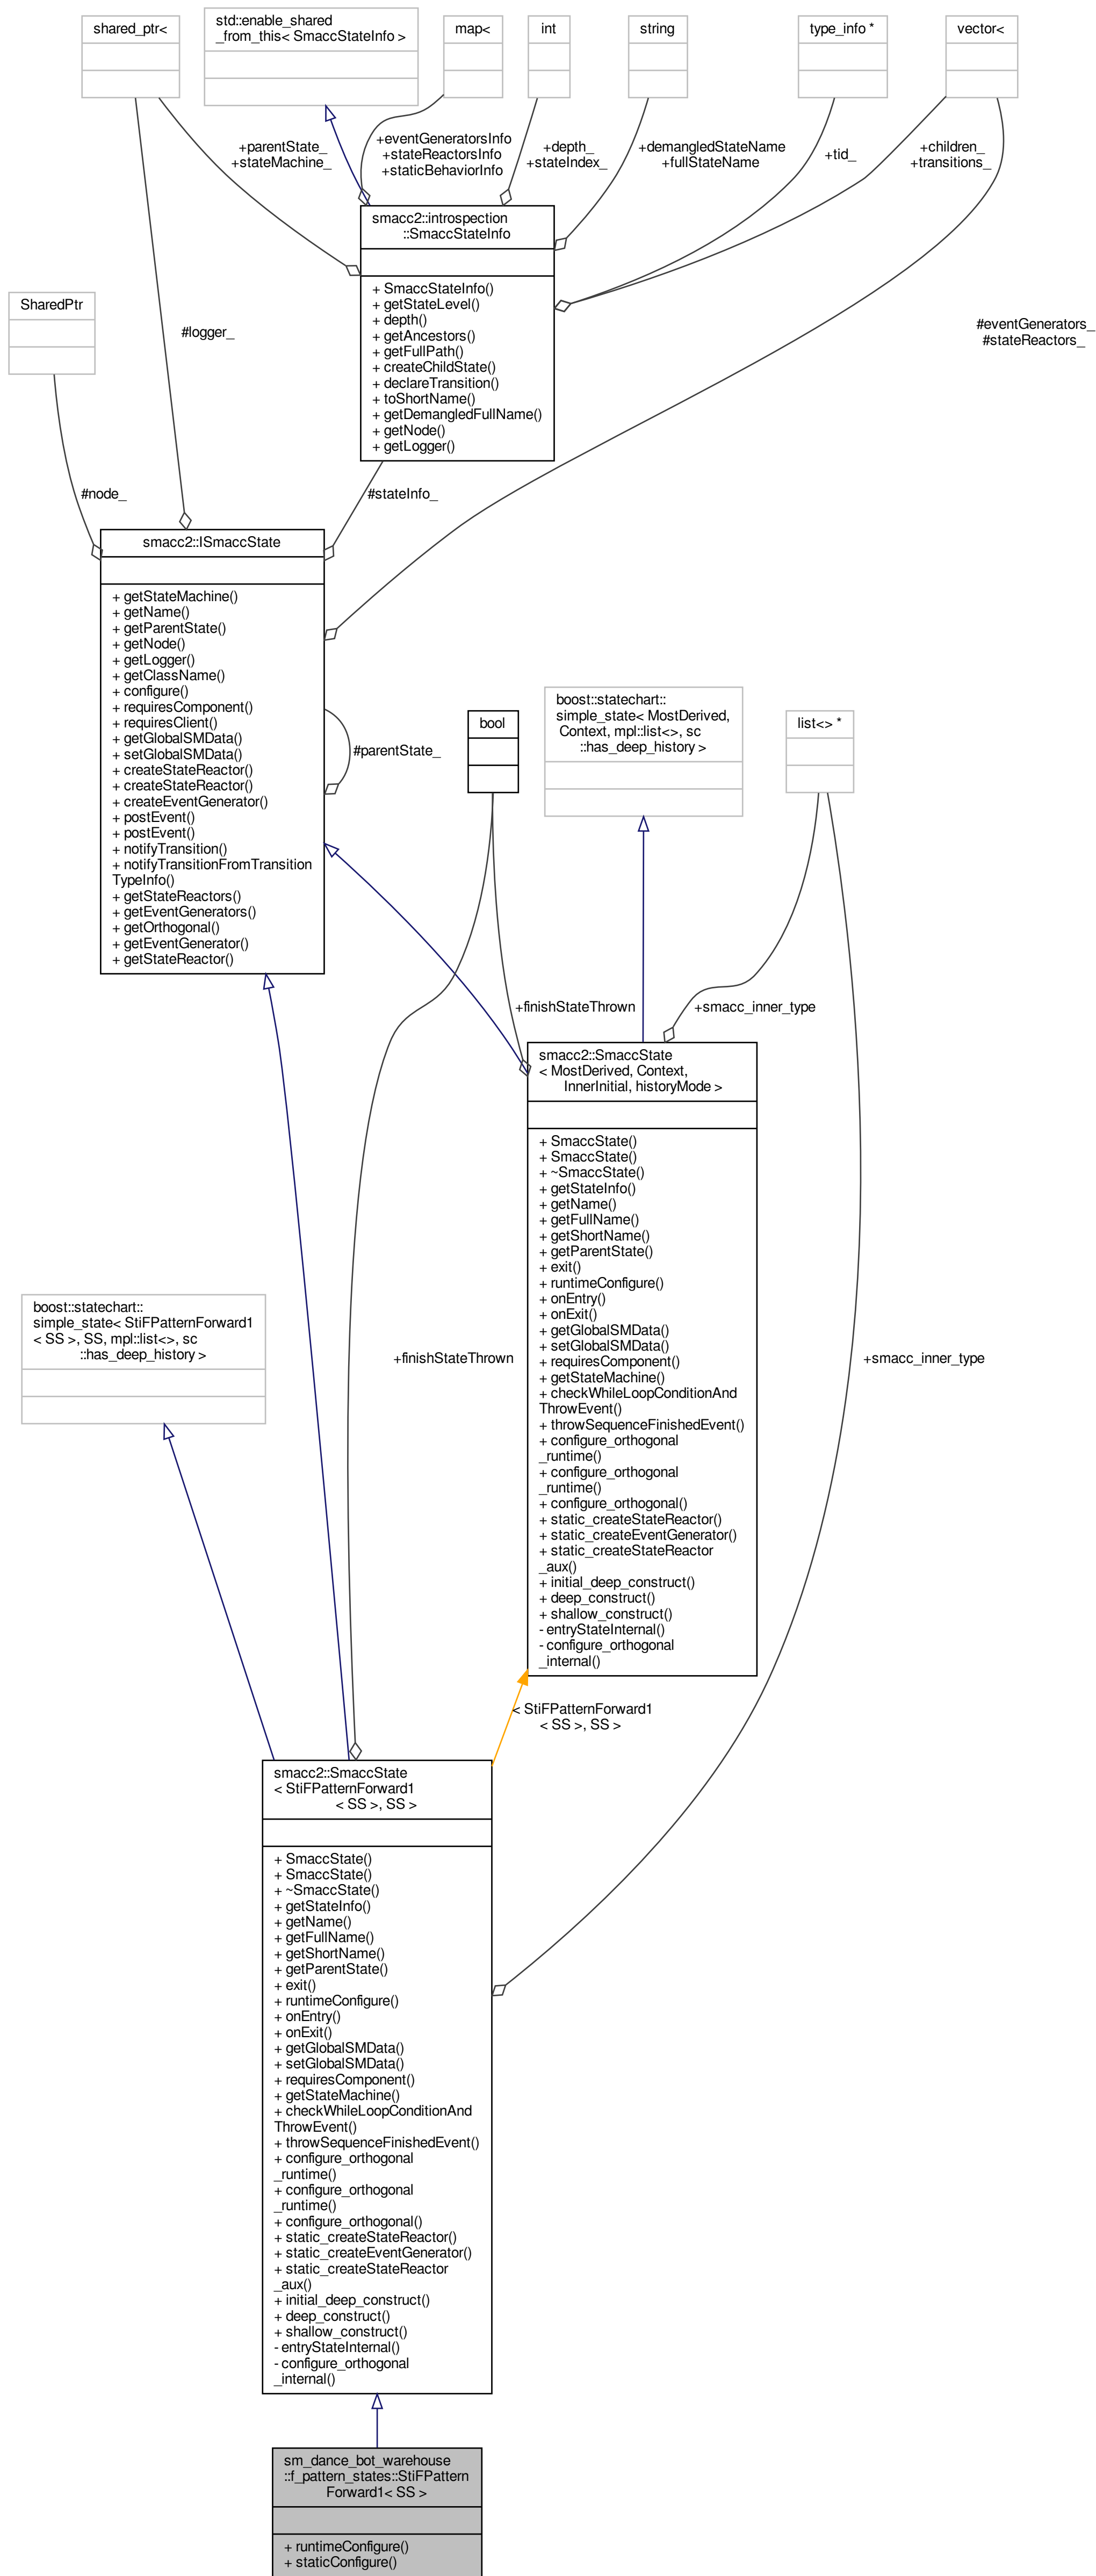 shared_ptr<
std::enable_shared
_from_this< SmaccStateInfo >
map<
int
string
type_info *
vector<
+parentState_
+stateMachine_
+eventGeneratorsInfo
+stateReactorsInfo
+staticBehaviorInfo
+depth_
+stateIndex_
+demangledStateName
+fullStateName
+tid_
+children_
+transitions_
smacc2::introspection
::SmaccStateInfo
+ SmaccStateInfo()
+ getStateLevel()
+ depth()
+ getAncestors()
+ getFullPath()
+ createChildState()
+ declareTransition()
+ toShortName()
+ getDemangledFullName()
+ getNode()
+ getLogger()
SharedPtr
#logger_
#eventGenerators_
#stateReactors_
#node_
#stateInfo_
smacc2::ISmaccState
+ getStateMachine()
+ getName()
+ getParentState()
+ getNode()
+ getLogger()
+ getClassName()
+ configure()
+ requiresComponent()
+ requiresClient()
+ getGlobalSMData()
+ setGlobalSMData()
+ createStateReactor()
+ createStateReactor()
+ createEventGenerator()
+ postEvent()
+ postEvent()
+ notifyTransition()
+ notifyTransitionFromTransition
TypeInfo()
+ getStateReactors()
+ getEventGenerators()
+ getOrthogonal()
+ getEventGenerator()
+ getStateReactor()
#parentState_
bool
boost::statechart::
simple_state< MostDerived,
Context, mpl::list<>, sc
::has_deep_history >
list<> *
+finishStateThrown
+smacc_inner_type
smacc2::SmaccState
< MostDerived, Context,
InnerInitial, historyMode >
+ SmaccState()
+ SmaccState()
+ ~SmaccState()
+ getStateInfo()
+ getName()
+ getFullName()
+ getShortName()
+ getParentState()
+ exit()
+ runtimeConfigure()
+ onEntry()
+ onExit()
+ getGlobalSMData()
+ setGlobalSMData()
+ requiresComponent()
+ getStateMachine()
+ checkWhileLoopConditionAnd
ThrowEvent()
+ throwSequenceFinishedEvent()
+ configure_orthogonal
_runtime()
+ configure_orthogonal
_runtime()
+ configure_orthogonal()
+ static_createStateReactor()
+ static_createEventGenerator()
+ static_createStateReactor
_aux()
+ initial_deep_construct()
+ deep_construct()
+ shallow_construct()
- entryStateInternal()
- configure_orthogonal
_internal()
boost::statechart::
simple_state< StiFPatternForward1
< SS >, SS, mpl::list<>, sc
::has_deep_history >
+finishStateThrown
+smacc_inner_type
< StiFPatternForward1
< SS >, SS >
smacc2::SmaccState
< StiFPatternForward1
< SS >, SS >
+ SmaccState()
+ SmaccState()
+ ~SmaccState()
+ getStateInfo()
+ getName()
+ getFullName()
+ getShortName()
+ getParentState()
+ exit()
+ runtimeConfigure()
+ onEntry()
+ onExit()
+ getGlobalSMData()
+ setGlobalSMData()
+ requiresComponent()
+ getStateMachine()
+ checkWhileLoopConditionAnd
ThrowEvent()
+ throwSequenceFinishedEvent()
+ configure_orthogonal
_runtime()
+ configure_orthogonal
_runtime()
+ configure_orthogonal()
+ static_createStateReactor()
+ static_createEventGenerator()
+ static_createStateReactor
_aux()
+ initial_deep_construct()
+ deep_construct()
+ shallow_construct()
- entryStateInternal()
- configure_orthogonal
_internal()
sm_dance_bot_warehouse
::f_pattern_states::StiFPattern
Forward1< SS >
+ runtimeConfigure()
+ staticConfigure()